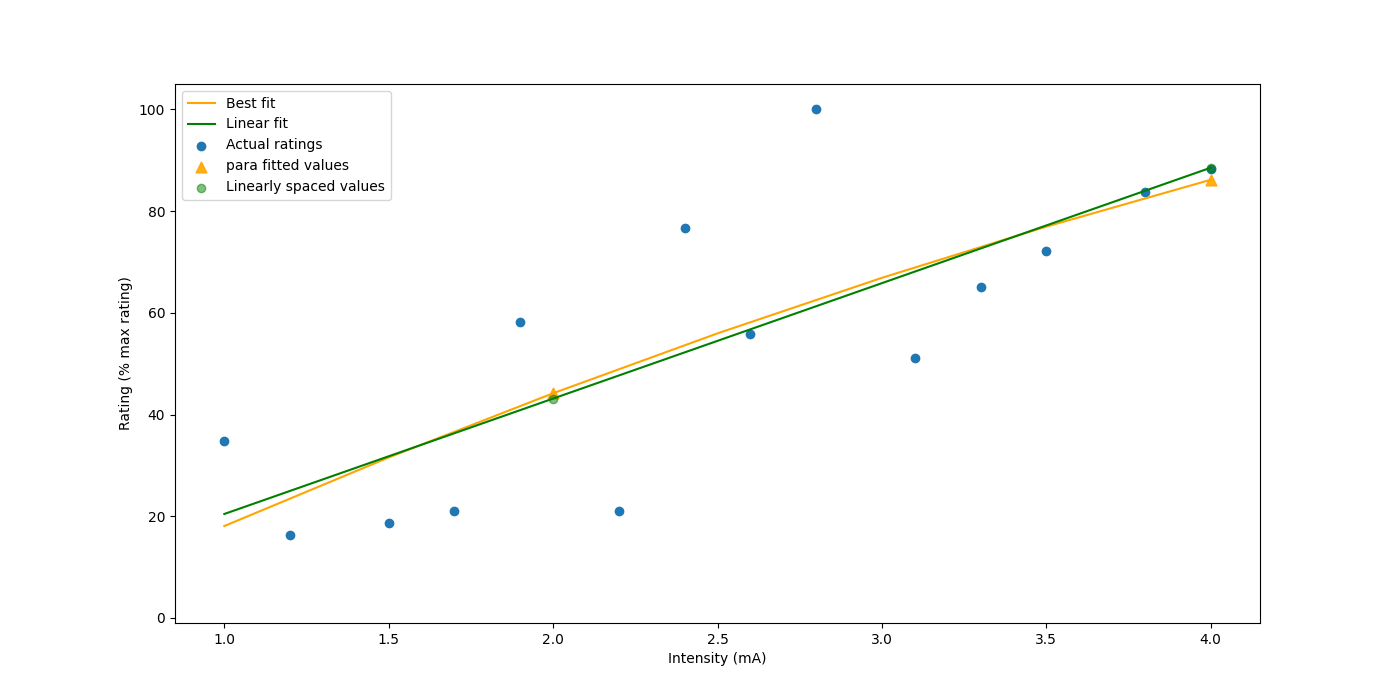 Best fit
Linear fit
Actual ratings
para fitted values
Linearly spaced values
100
80
60
40
20
0
Rating (% max rating)
1.0 1.5 2.0 2.5 3.0 3.5 4.0
Intensity (mA)